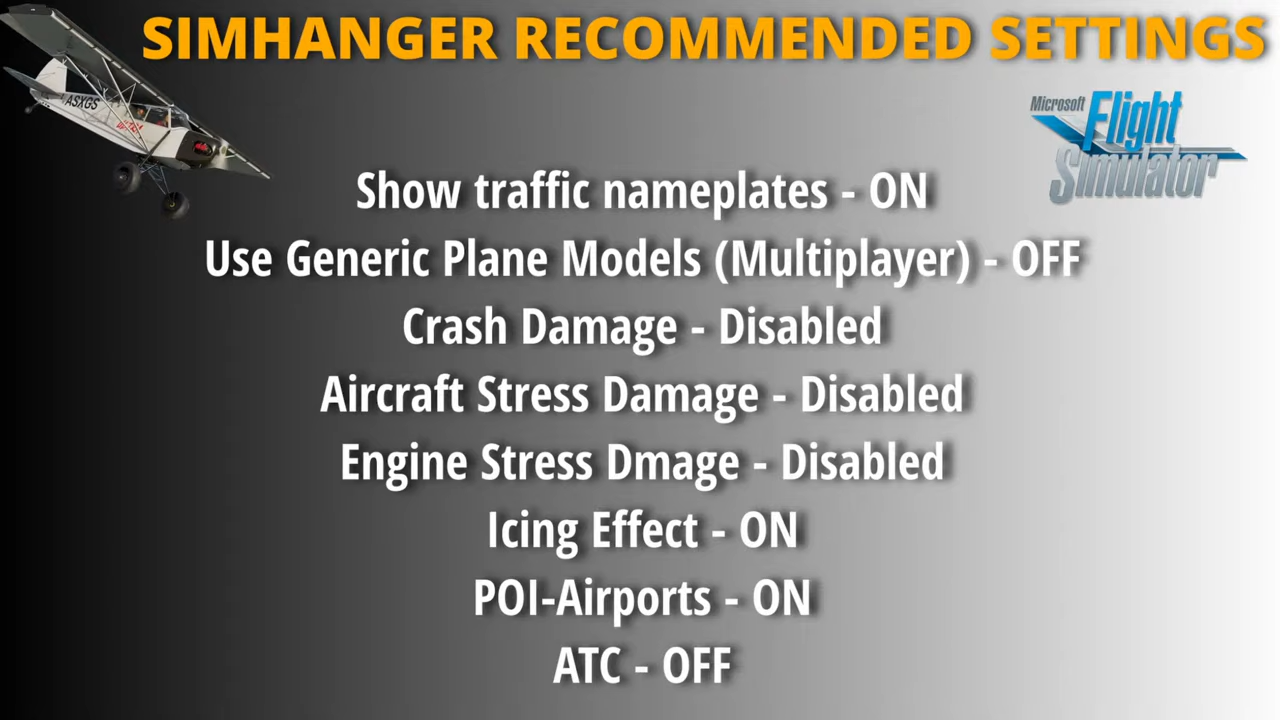 SIMHANGER RECOMMENDED SETTINGS
ASXGS
Microsoft
Flight
Simulator
Show traffic nameplates - ON
Use Generic Plane Models (Multiplayer) - OFF
Crash Damage - Disabled
Aircraft Stress Damage - Disabled
Engine Stress Dmage - Disabled
Icing Effect - ON
POI-Airports - ON
ATC - OFF